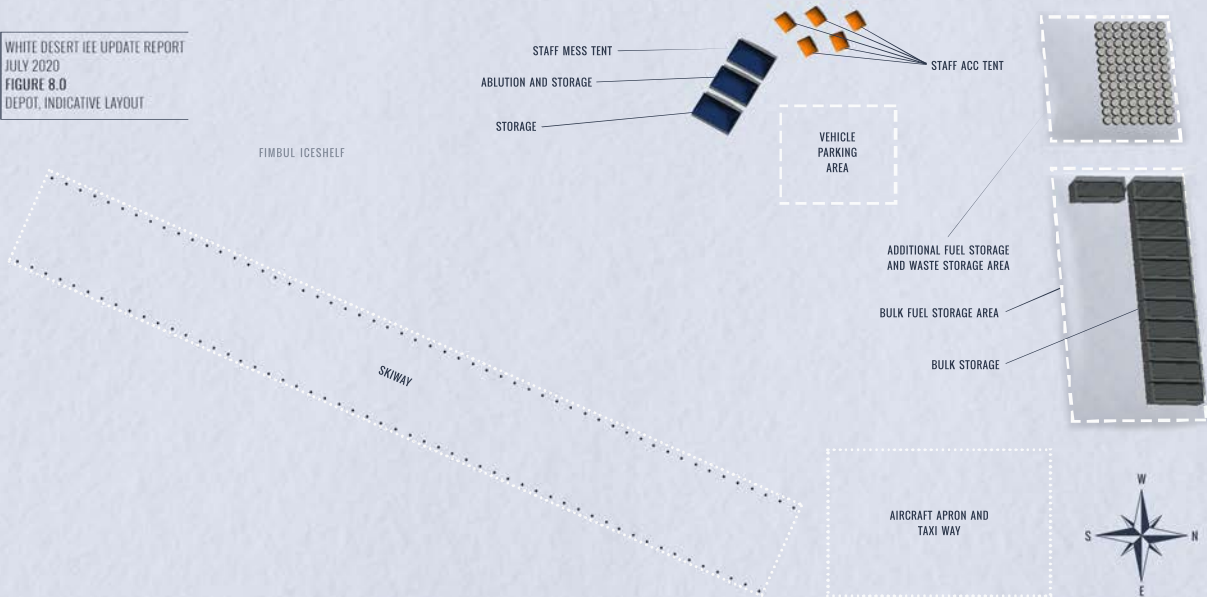 WHITE DESERT IEE UPDATE REPORT
JULY 2020
FIGURE 8.0
DEPOT, INDICATIVE LAYOUT
STAFF MESS TENT
ABLUTION AND STORAGE
STORAGE
STAFF ACC TENT
VEHICLE
PARKING
AREA
FIMBUL ICESHELF
ADDITIONAL FUEL STORAGE
AND WASTE STORAGE AREA
BULK FUEL STORAGE AREA
BULK STORAGE
SKIWAY
AIRCRAFT APRON AND
TAXI WAY
W
S
N
E